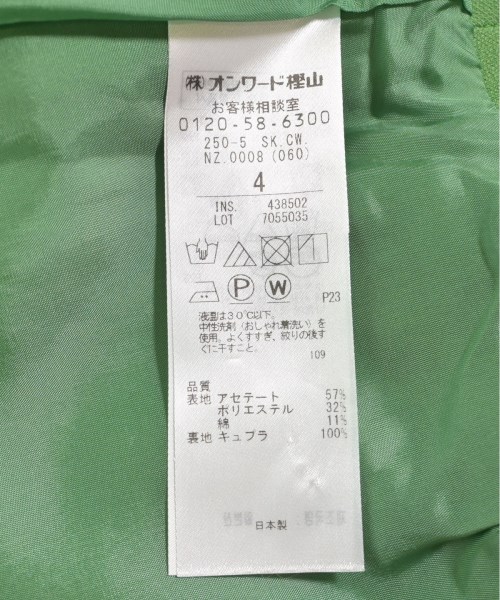 ㈱オンワード樫山
お客様相談室
0120-58-6300
250-5 SK.CW.
NZ.0008 (060)
4
INS. 438502
LOT 7055035
P W P23
液温は30℃以下。
中性洗剤(おしゃれ着洗い)を
使用。よくすすぎ、絞りの後す
ぐに干すこと。
109
品質
表地 アセテート 57%
ポリエステル 32%
綿 11%
裏地 キュプラ 100%
日本製